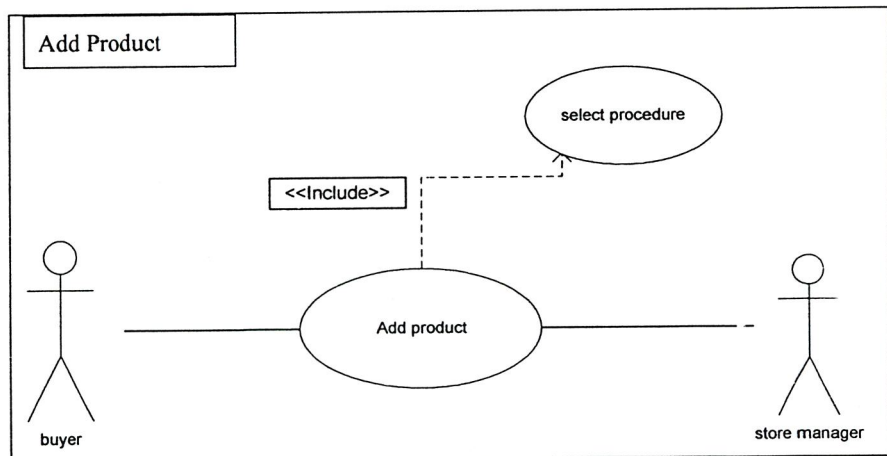 Add Product
select procedure
<<Include>>
Add product
buyer
store manager